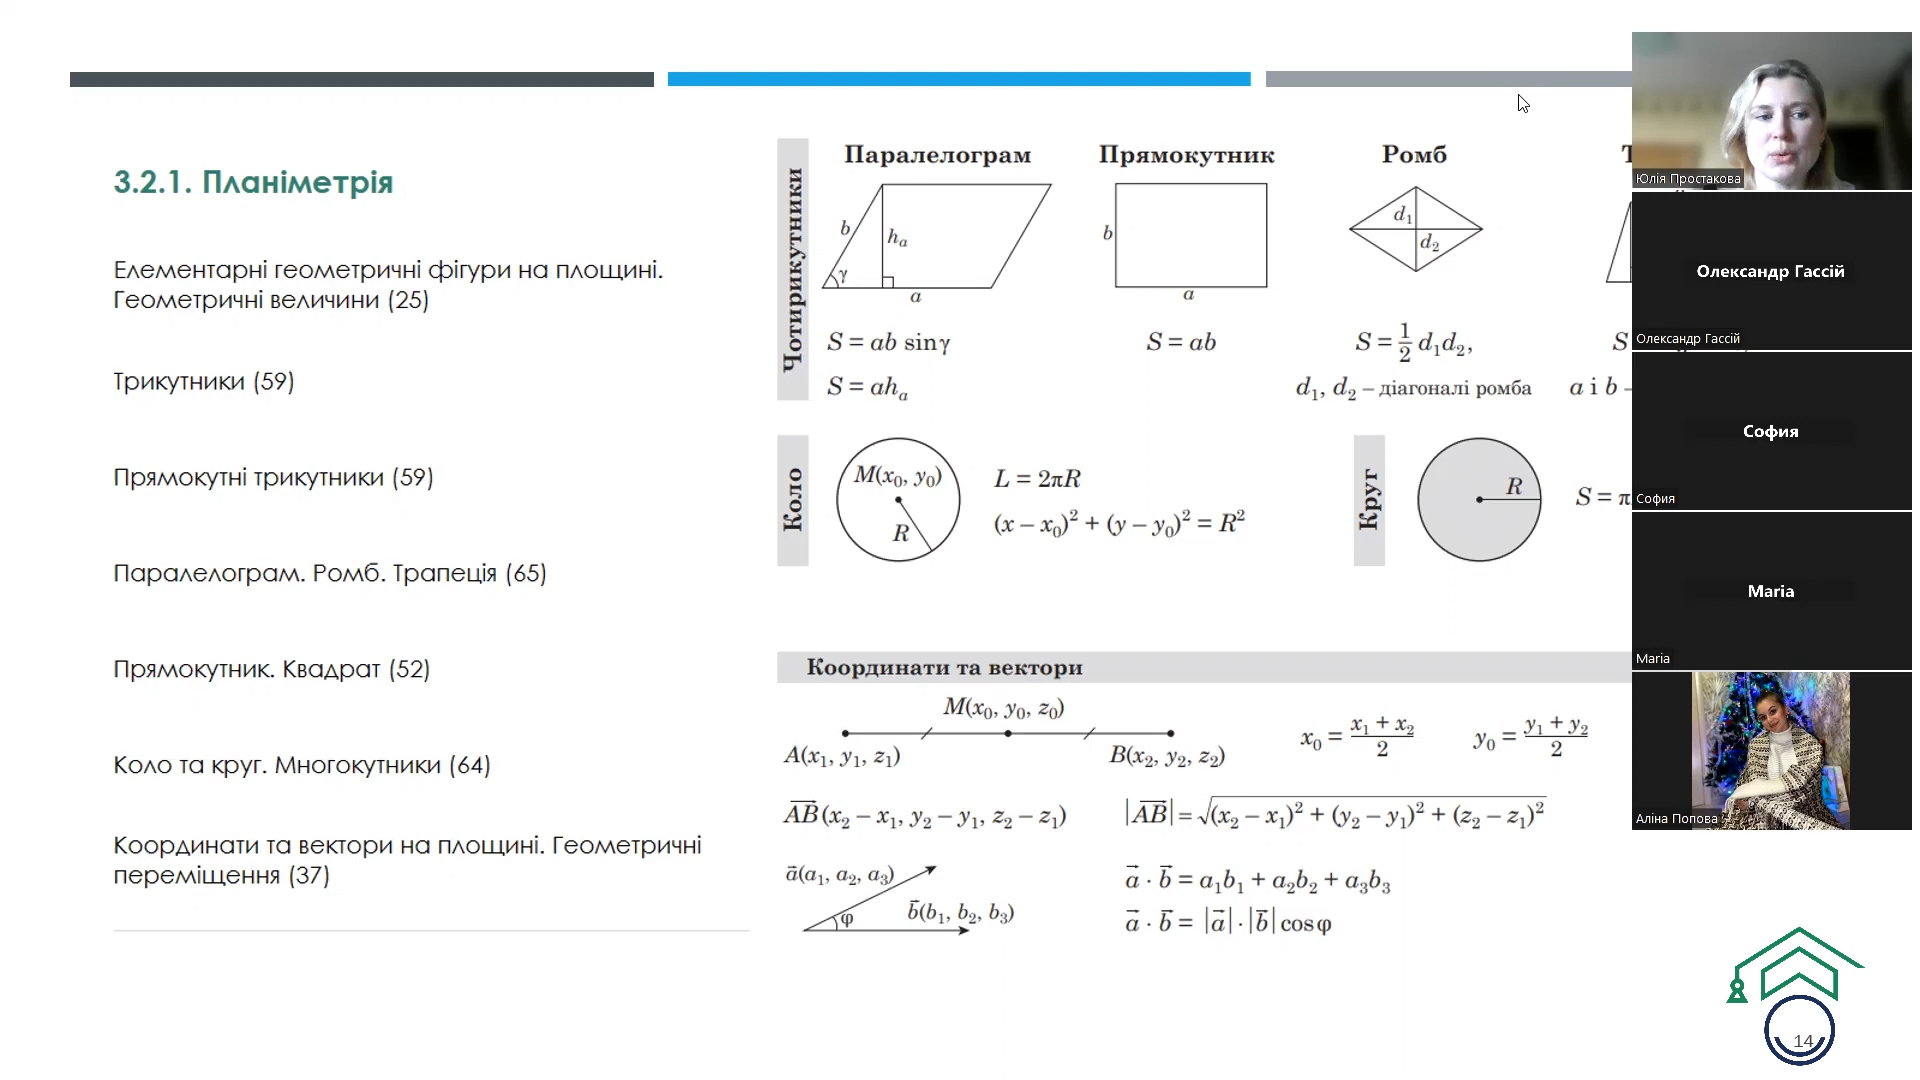 3.2.1. Планіметрія
Елементарні геометричні фігури на площині.
Геометричні величини (25)
Трикутники (59)
Прямокутні трикутники (59)
Паралелограм. Ромб. Трапеція (65)
Прямокутник. Квадрат (52)
Коло та круг. Многокутники (64)
Координати та вектори на площині. Геометричні
переміщення (37)
Чотирикутники
Паралелограм
b
hₐ
γ
a
S = ab sinγ
S = ahₐ
Прямокутник
b
a
S = ab
Ромб
d₁
d₂
S = 1/2 d₁d₂,
d₁, d₂ – діагоналі ромба
Т
S
a і b –
Коло
M(x₀, y₀)
R
L = 2πR
(x – x₀)² + (y – y₀)² = R²
Круг
R
S = π
Координати та вектори
M(x₀, y₀, z₀)
A(x₁, y₁, z₁)
B(x₂, y₂, z₂)
x₀ = (x₁ + x₂)/2
y₀ = (y₁ + y₂)/2
AB(x₂ – x₁, y₂ – y₁, z₂ – z₁)
|AB| = √(x₂ – x₁)² + (y₂ – y₁)² + (z₂ – z₁)²
a(a₁, a₂, a₃)
φ
b(b₁, b₂, b₃)
a · b = a₁b₁ + a₂b₂ + a₃b₃
a · b = |a| · |b| cosφ
Юлія Простакова
Олександр Гассій
Олександр Гассій
София
София
Maria
Maria
Аліна Попова
14